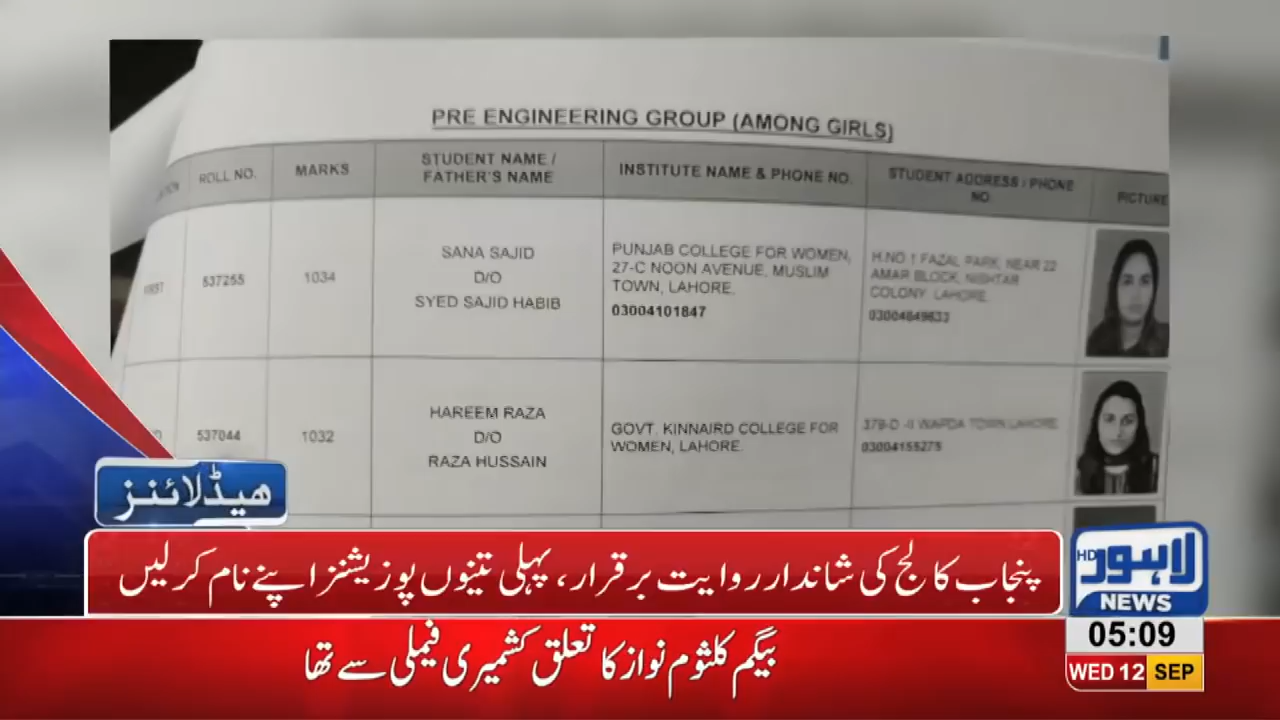 PRE ENGINEERING GROUP (AMONG GIRLS)
ROLL NO.
MARKS
STUDENT NAME /
FATHER'S NAME
INSTITUTE NAME & PHONE NO.
STUDENT ADDRESS / PHONE
NO.
PICTURE
537255
1034
SANA SAJID
D/O
SYED SAJID HABIB
PUNJAB COLLEGE FOR WOMEN,
27-C NOON AVENUE, MUSLIM
TOWN, LAHORE.
03004101847
H.NO 1 FAZAL PARK, NEAR 22
AMAR BLOCK, NISHTAR
COLONY LAHORE.
537044
1032
HAREEM RAZA
D/O
RAZA HUSSAIN
GOVT. KINNAIRD COLLEGE FOR
WOMEN, LAHORE.
379-D -II WAPDA TOWN LAHORE
03004155275
ہیڈلائنز
پنجاب کالج کی شاندار روایت برقرار، پہلی تینوں پوزیشنز اپنے نام کرلیں
بیگم کلثوم نواز کا تعلق کشمیری فیملی سے تھا
لاہور HD
NEWS
05:09
WED 12 SEP